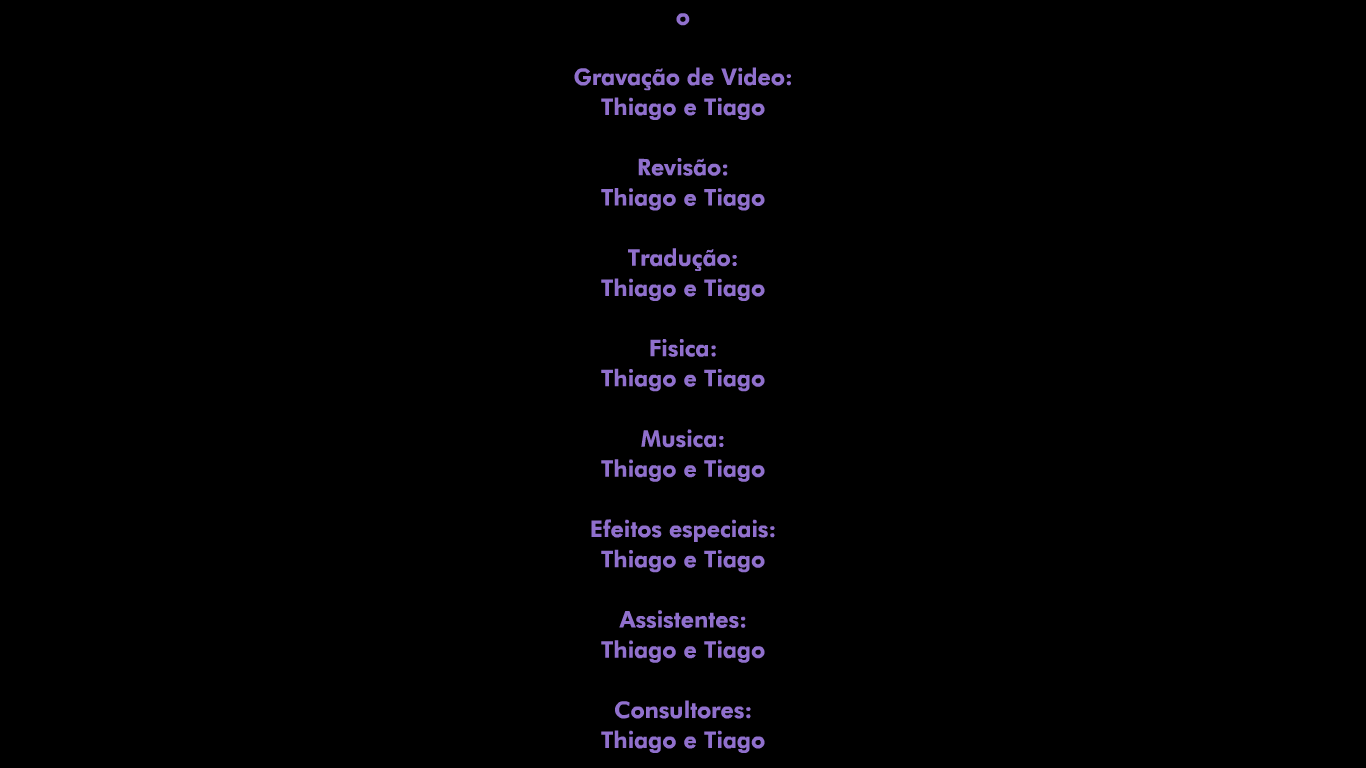 o
Gravação de Video:
Thiago e Tiago
Revisão:
Thiago e Tiago
Tradução:
Thiago e Tiago
Fisica:
Thiago e Tiago
Musica:
Thiago e Tiago
Efeitos especiais:
Thiago e Tiago
Assistentes:
Thiago e Tiago
Consultores:
Thiago e Tiago